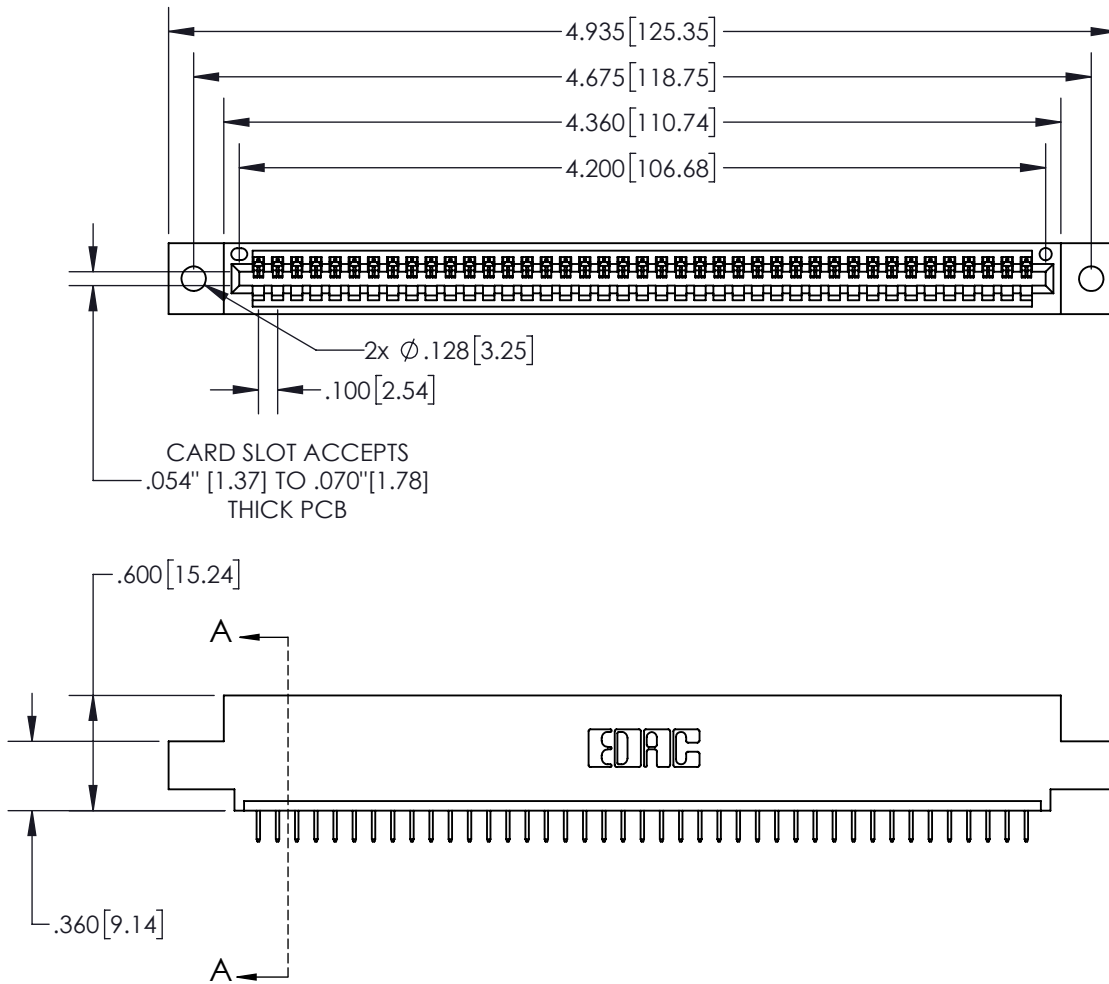 4.935[125.35]
4.675[118.75]
4.360[110.74]
4.200[106.68]
2x ∅.128[3.25]
.100[2.54]
CARD SLOT ACCEPTS
.054" [1.37] TO .070"[1.78]
THICK PCB
.600[15.24]
A
EDAC
.360[9.14]
A